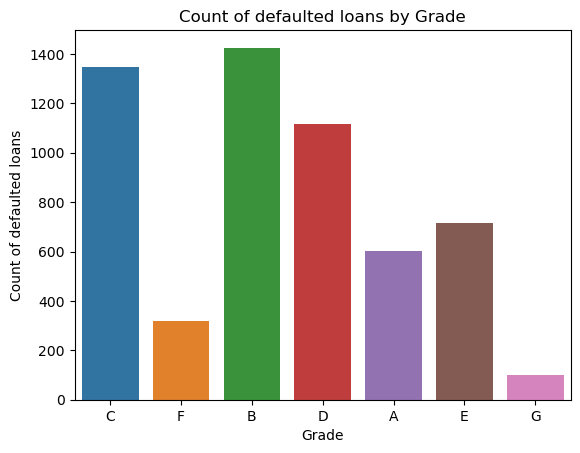 Count of defaulted loans by Grade
Count of defaulted loans
1400
1200
1000
800
600
400
200
0
C F B D A E G
Grade